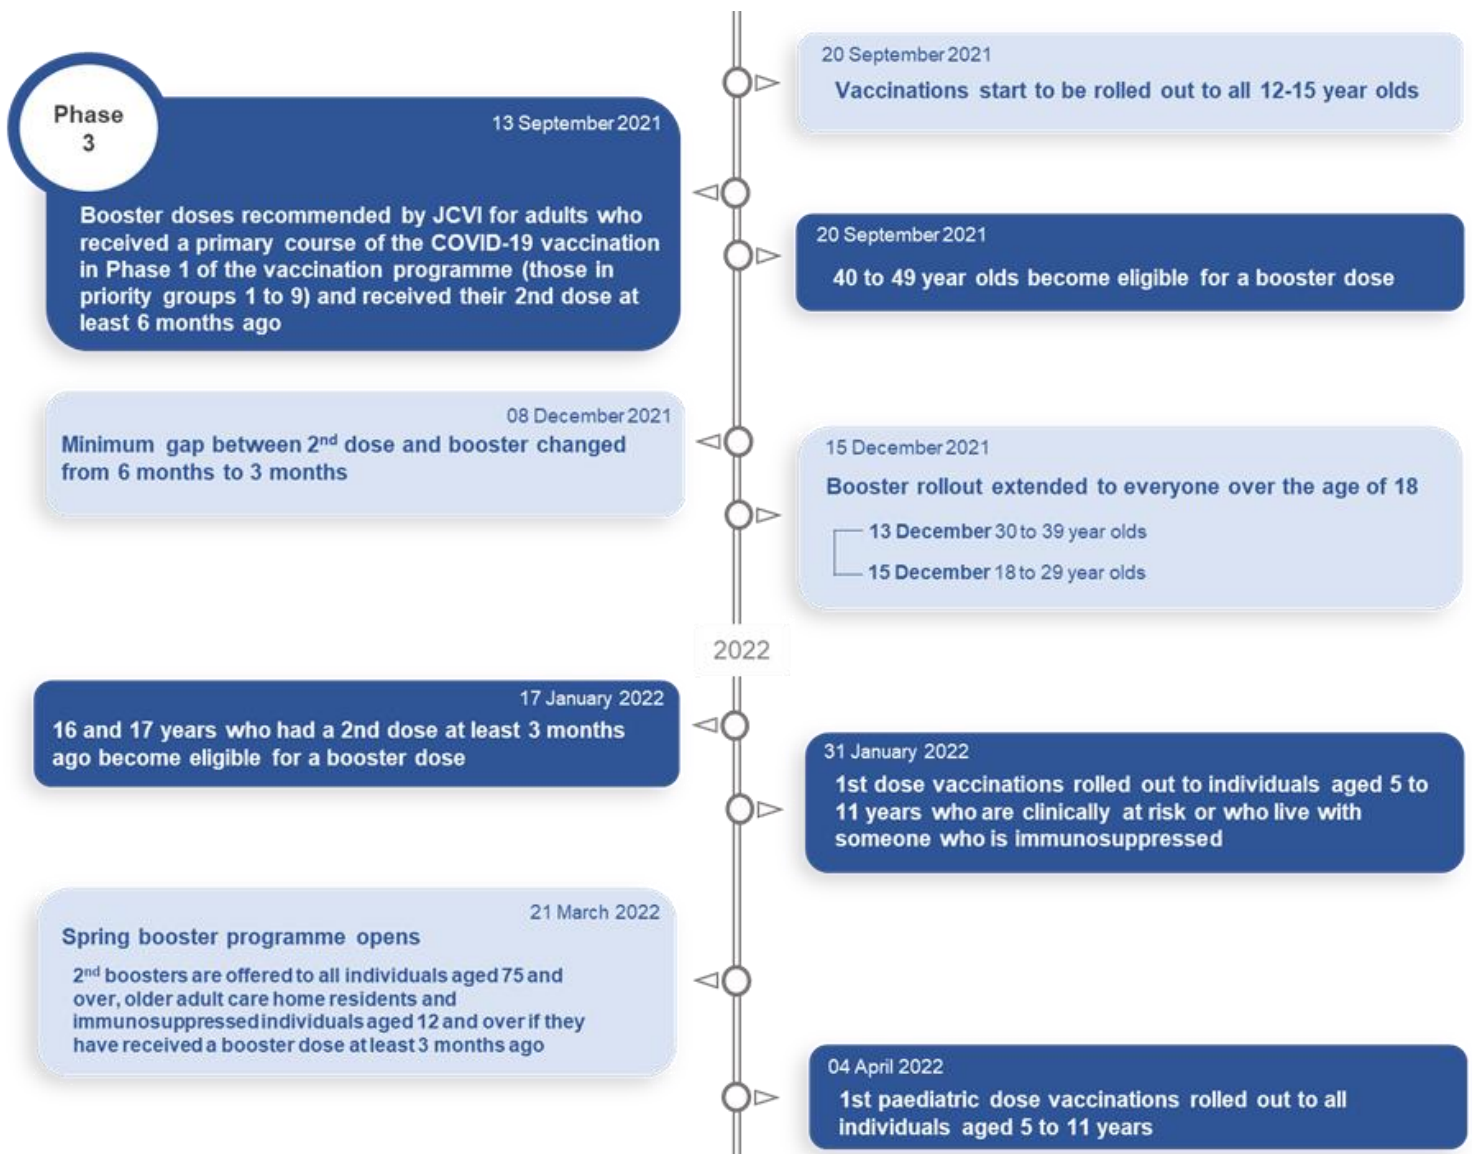 20 September 2021
Vaccinations start to be rolled out to all 12-15 year olds
Phase
3
13 September 2021
Booster doses recommended by JCVI for adults who
received a primary course of the COVID-19 vaccination
in Phase 1 of the vaccination programme (those in
priority groups 1 to 9) and received their 2nd dose at
least 6 months ago
20 September 2021
40 to 49 year olds become eligible for a booster dose
08 December 2021
Minimum gap between 2nd dose and booster changed
from 6 months to 3 months
15 December 2021
Booster rollout extended to everyone over the age of 18
13 December 30 to 39 year olds
15 December 18 to 29 year olds
2022
17 January 2022
16 and 17 years who had a 2nd dose at least 3 months
ago become eligible for a booster dose
31 January 2022
1st dose vaccinations rolled out to individuals aged 5 to
11 years who are clinically at risk or who live with
someone who is immunosuppressed
21 March 2022
Spring booster programme opens
2nd boosters are offered to all individuals aged 75 and
over, older adult care home residents and
immunosuppressed individuals aged 12 and over if they
have received a booster dose at least 3 months ago
04 April 2022
1st paediatric dose vaccinations rolled out to all
individuals aged 5 to 11 years